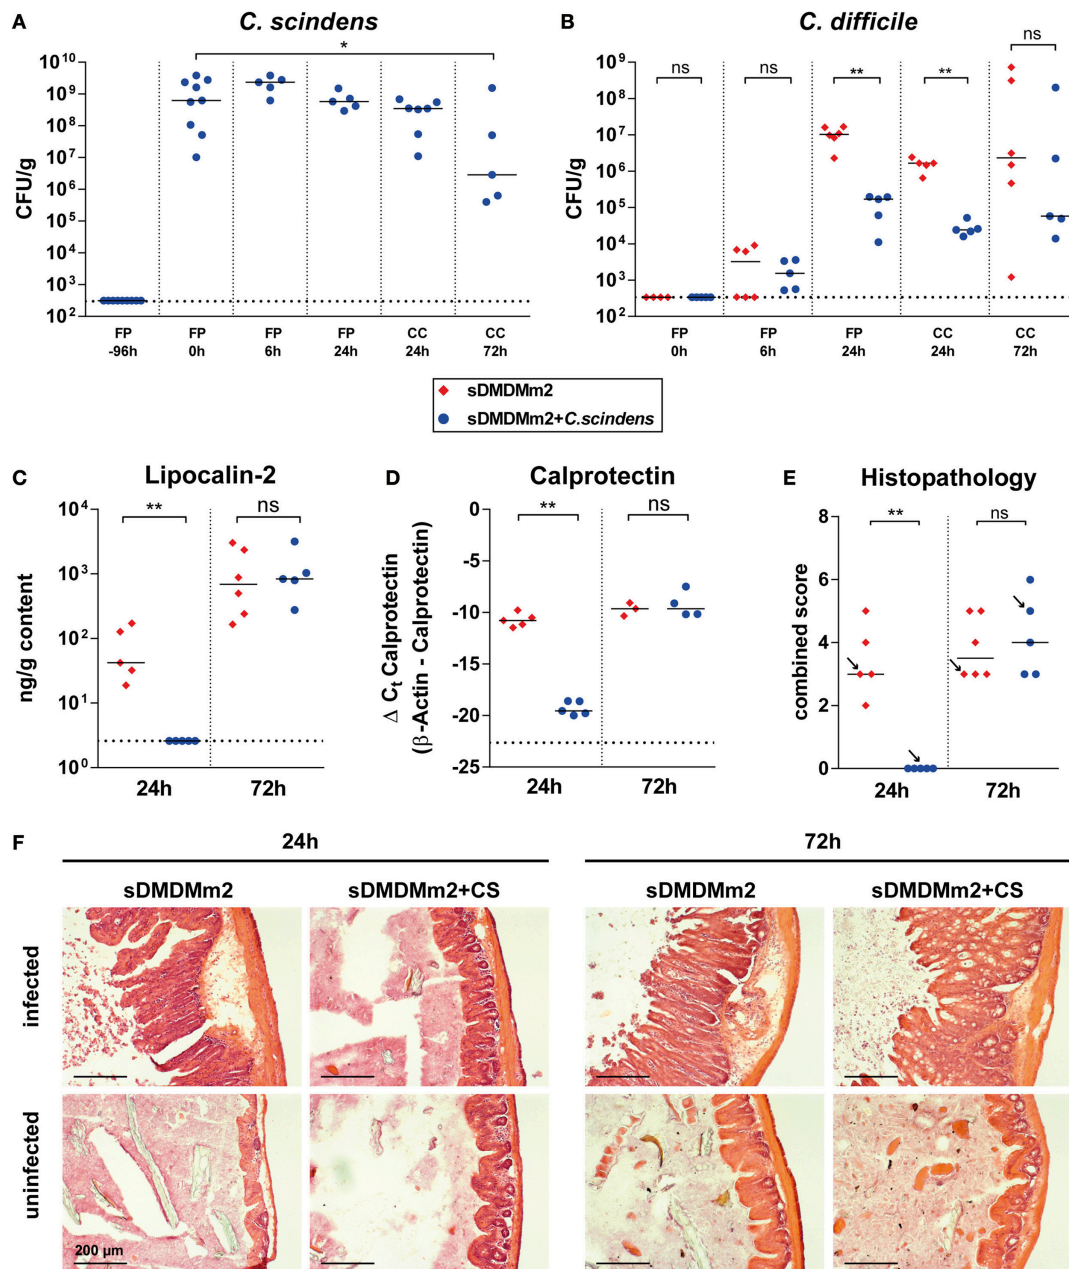 A
C. scindens
*
CFU/g
10^10
10^9
10^8
10^7
10^6
10^5
10^4
10^3
10^2
FP FP FP FP CC CC
-96h 0h 6h 24h 24h 72h
B
C. difficile
ns ns ** ** ns
CFU/g
10^9
10^8
10^7
10^6
10^5
10^4
10^3
10^2
FP FP FP CC CC
0h 6h 24h 24h 72h
sDMDMm2
sDMDMm2+C.scindens
C
Lipocalin-2
** ns
ng/g content
10^4
10^3
10^2
10^1
10^0
24h 72h
D
Calprotectin
** ns
Δ Ct Calprotectin
(β-Actin - Calprotectin)
0
-5
-10
-15
-20
-25
24h 72h
E
Histopathology
** ns
combined score
8
6
4
2
0
24h 72h
F
24h 72h
sDMDMm2 sDMDMm2+CS sDMDMm2 sDMDMm2+CS
infected
uninfected
200 µm